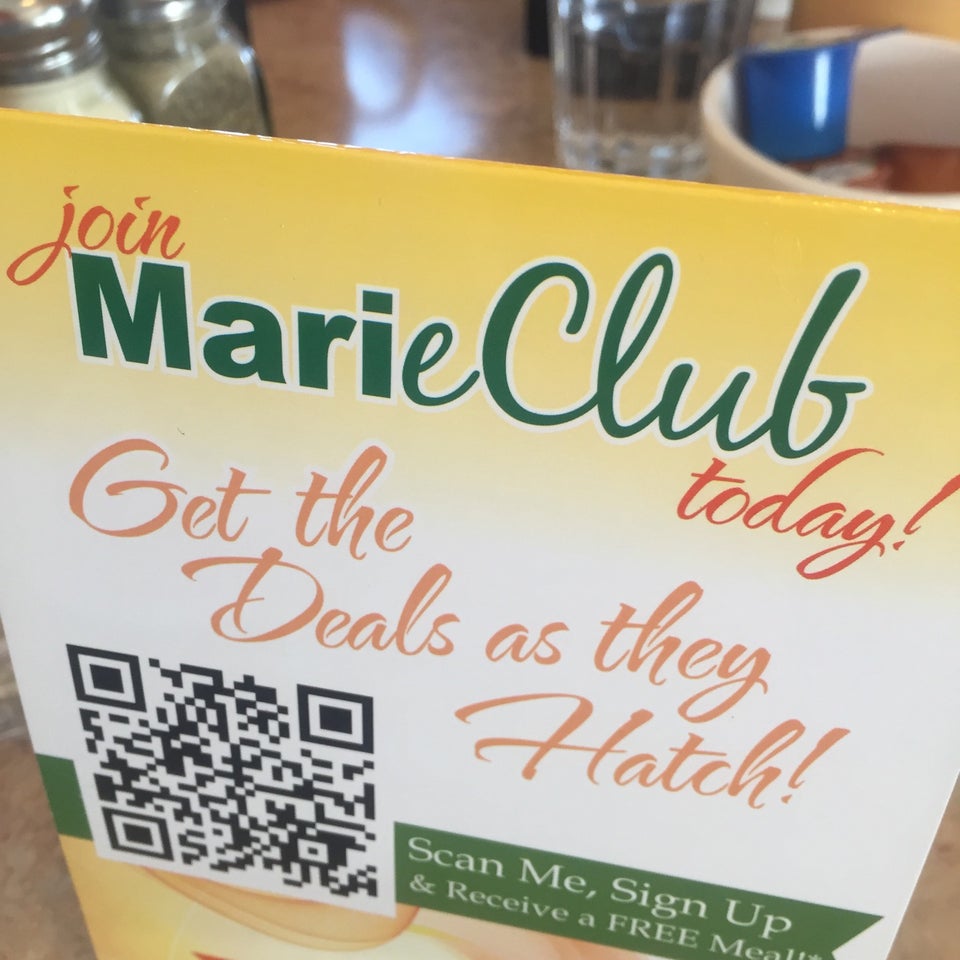 join
MarieClub
today!
Get the
Deals as they
Hatch!
Scan Me, Sign Up
& Receive a FREE Meal!*